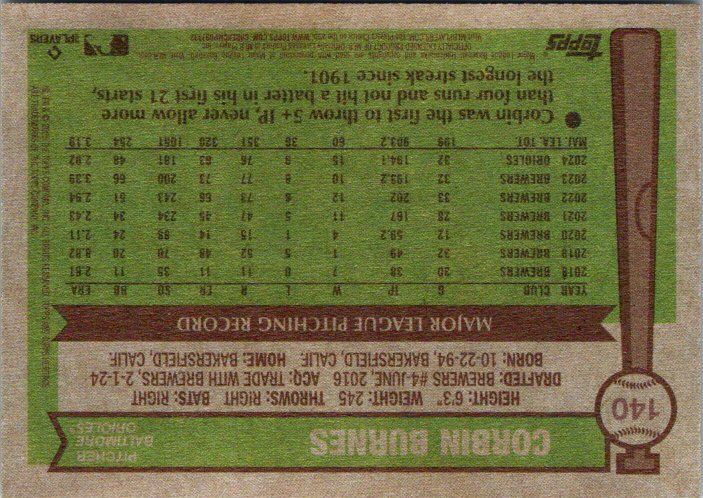 140
CORBIN BURNES
PITCHER
BALTIMORE
ORIOLES®
HEIGHT: 6'3" WEIGHT: 245 THROWS: RIGHT BATS: RIGHT
DRAFTED: BREWERS #4-JUNE, 2016 ACQ: TRADE WITH BREWERS, 2-1-24
BORN: 10-22-94, BAKERSFIELD, CALIF. HOME: BAKERSFIELD, CALIF.
MAJOR LEAGUE PITCHING RECORD
YEAR CLUB G IP W L R ER SO BB ERA
2018 BREWERS 30 38 7 0 11 11 35 11 2.61
2019 BREWERS 32 49 1 5 52 48 70 20 8.82
2020 BREWERS 12 59.2 4 1 15 14 88 24 2.11
2021 BREWERS 28 167 11 5 47 45 234 34 2.43
2022 BREWERS 33 202 12 8 73 66 243 51 2.94
2023 BREWERS 32 193.2 10 8 77 73 200 66 3.39
2024 ORIOLES 32 194.1 15 9 76 63 181 48 2.92
MAJ. LEA. TOT. 199 903.2 60 36 351 320 1051 254 3.19
● Corbin was the first to throw 5+ IP, never allow more
than four runs and not hit a batter in his first 21 starts,
the longest streak since 1901.
Topps
PLAYERS